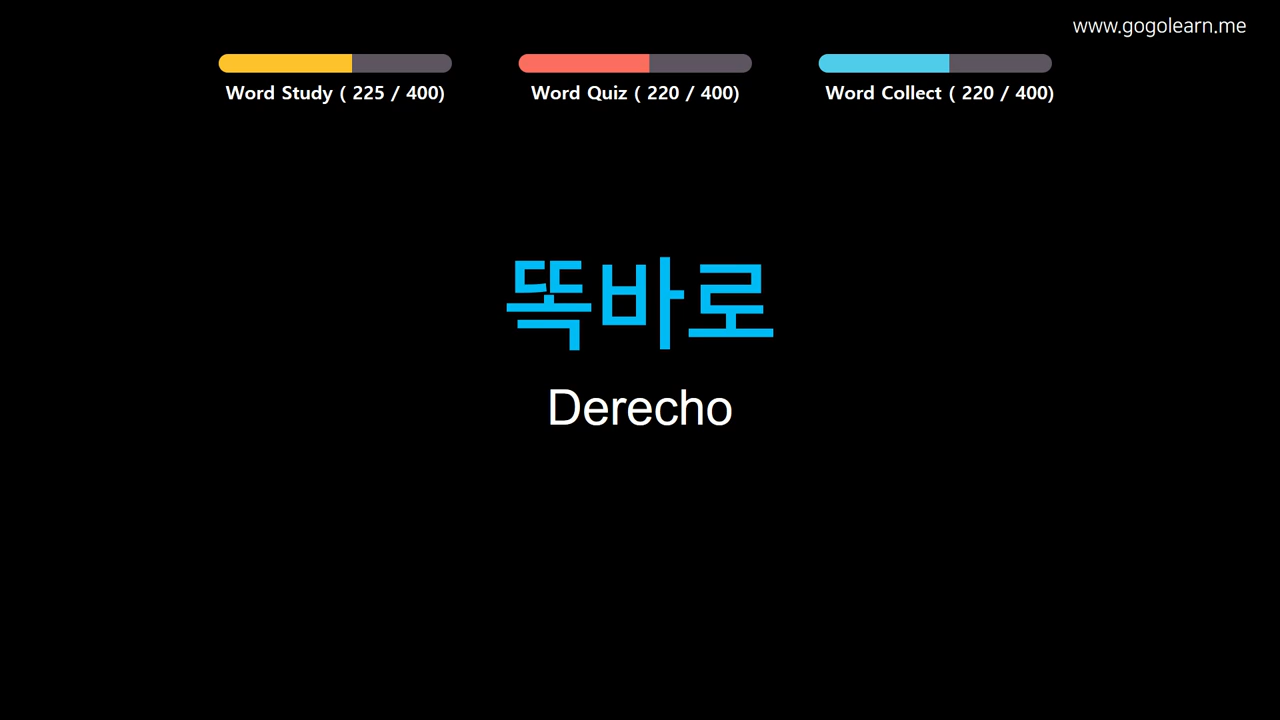 www.gogolearn.me
Word Study ( 225 / 400)
Word Quiz ( 220 / 400)
Word Collect ( 220 / 400)
똑바로
Derecho